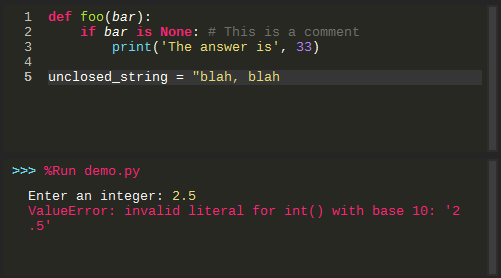 1 def foo(bar):
2     if bar is None: # This is a comment
3         print('The answer is', 33)
4
5 unclosed_string = "blah, blah
>>> %Run demo.py
Enter an integer: 2.5
ValueError: invalid literal for int() with base 10: '2
.5'